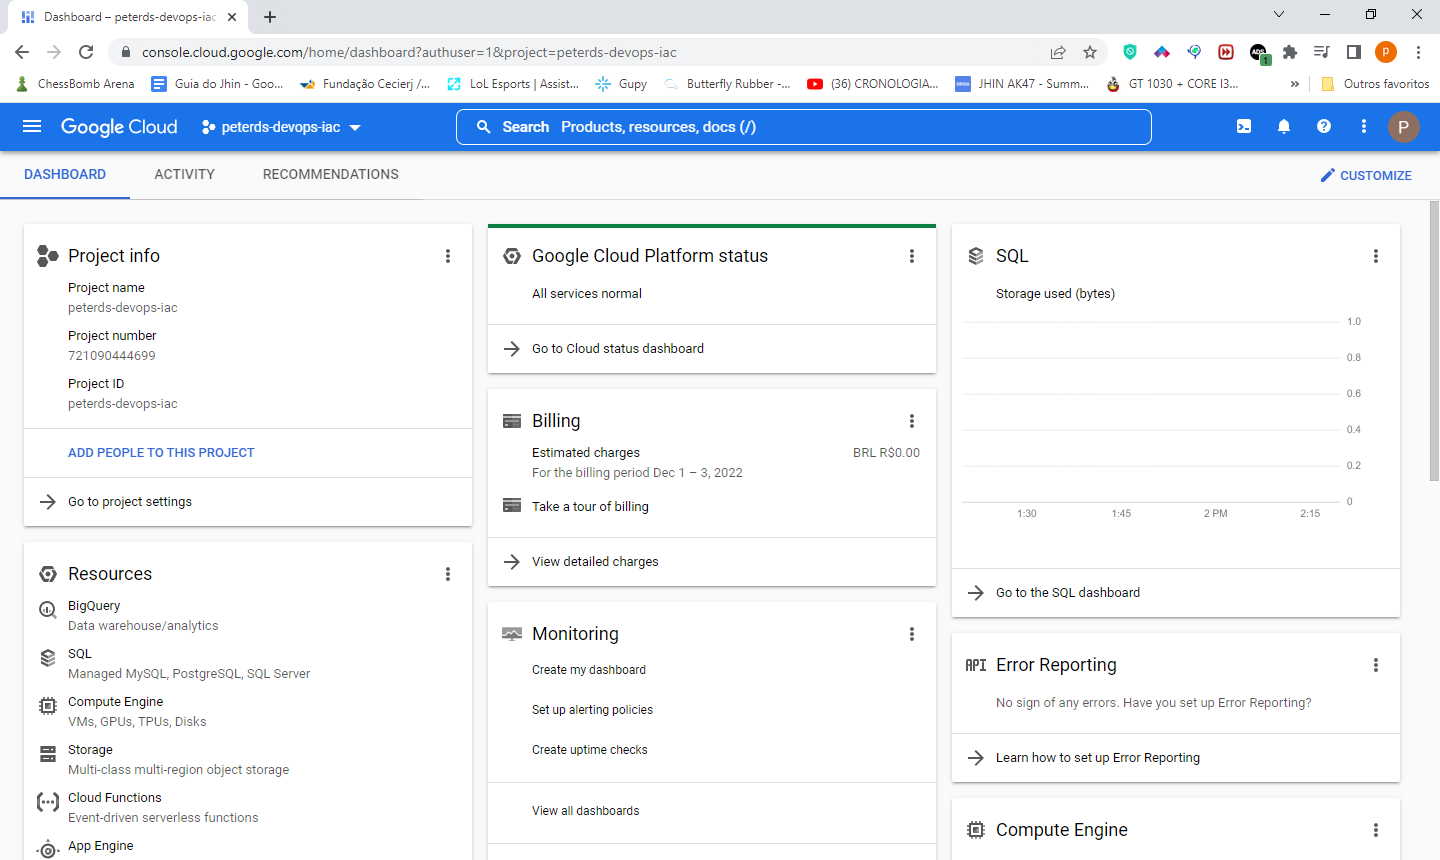 Dashboard – peterds-devops-iac
console.cloud.google.com/home/dashboard?authuser=1&project=peterds-devops-iac
ADS
1
P
ChessBomb Arena
Guia do Jhin - Goo...
Fundação Cecierj /...
LoL Esports | Assist...
Gupy
Butterfly Rubber -...
(36) CRONOLOGIA...
JHIN AK47 - Summ...
GT 1030 + CORE I3...
»
Outros favoritos
Google Cloud
peterds-devops-iac
Search Products, resources, docs (/)
P
DASHBOARD
ACTIVITY
RECOMMENDATIONS
CUSTOMIZE
Project info
Project name
peterds-devops-iac
Project number
721090444699
Project ID
peterds-devops-iac
ADD PEOPLE TO THIS PROJECT
Go to project settings
Resources
BigQuery
Data warehouse/analytics
SQL
Managed MySQL, PostgreSQL, SQL Server
Compute Engine
VMs, GPUs, TPUs, Disks
Storage
Multi-class multi-region object storage
Cloud Functions
Event-driven serverless functions
App Engine
Google Cloud Platform status
All services normal
Go to Cloud status dashboard
Billing
Estimated charges
BRL R$0.00
For the billing period Dec 1 – 3, 2022
Take a tour of billing
View detailed charges
Monitoring
Create my dashboard
Set up alerting policies
Create uptime checks
View all dashboards
SQL
Storage used (bytes)
1.0
0.8
0.6
0.4
0.2
0
1:30
1:45
2 PM
2:15
Go to the SQL dashboard
API
Error Reporting
No sign of any errors. Have you set up Error Reporting?
Learn how to set up Error Reporting
Compute Engine